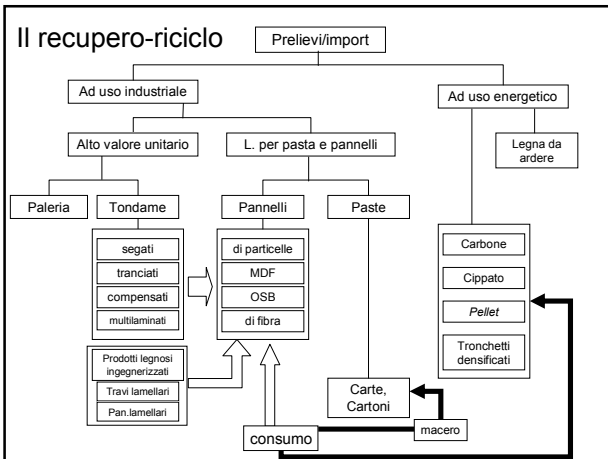 Il recupero-riciclo
Prelievi/import
Ad uso industriale
Ad uso energetico
Alto valore unitario
L. per pasta e pannelli
Legna da
ardere
Paleria
Tondame
Pannelli
Paste
segati
tranciati
compensati
multilaminati
di particelle
MDF
OSB
di fibra
Carbone
Cippato
Pellet
Tronchetti
densificati
Prodotti legnosi
ingegnerizzati
Travi lamellari
Pan.lamellari
Carte,
Cartoni
macero
consumo